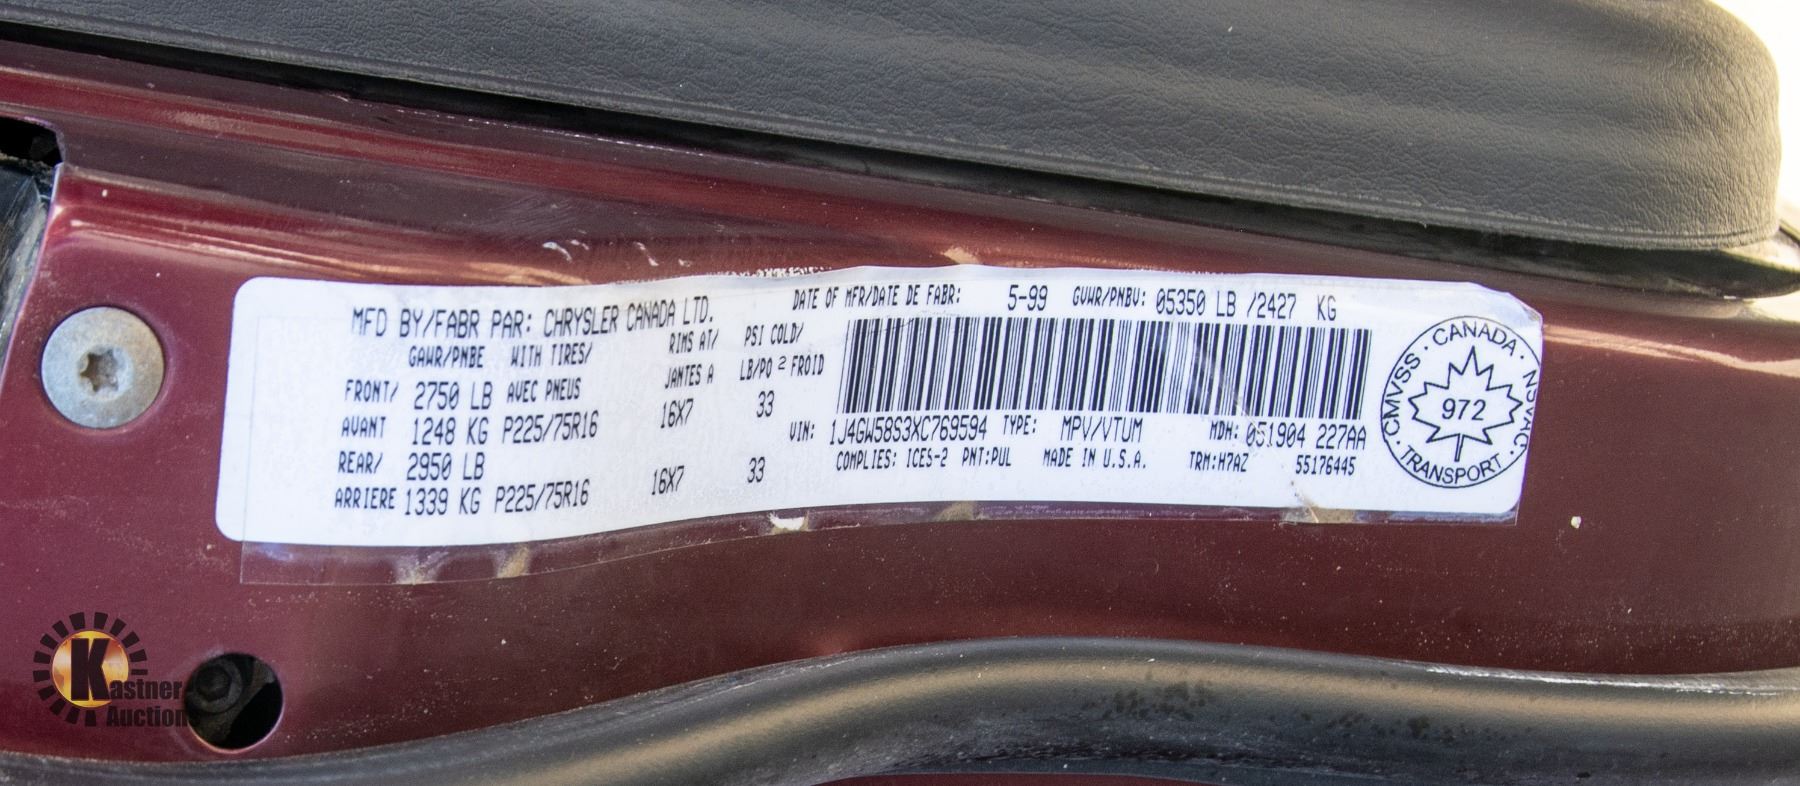 MFD BY/FABR PAR: CHRYSLER CANADA LTD.
GAWR/PNBE WITH TIRES/ RIMS AT/ PSI COLD/
FRONT/ 2750 LB AVEC PNEUS JANTES A LB/PO 2 FROID
AVANT 1248 KG P225/75R16 16X7 33
REAR/ 2950 LB
ARRIERE 1339 KG P225/75R16 16X7 33
DATE OF MFR/DATE DE FABR: 5-99 GVWR/PNBV: 05350 LB /2427 KG
VIN: 1J4GW58S3XC769594 TYPE: MPV/VTUM MDH: 051904 227AA
COMPLIES: ICES-2 PNT:PUL MADE IN U.S.A. TRM:H7AZ 55176445
CMVSS · CANADA · NSVAC · TRANSPORT ·
972
Kastner
Auctions